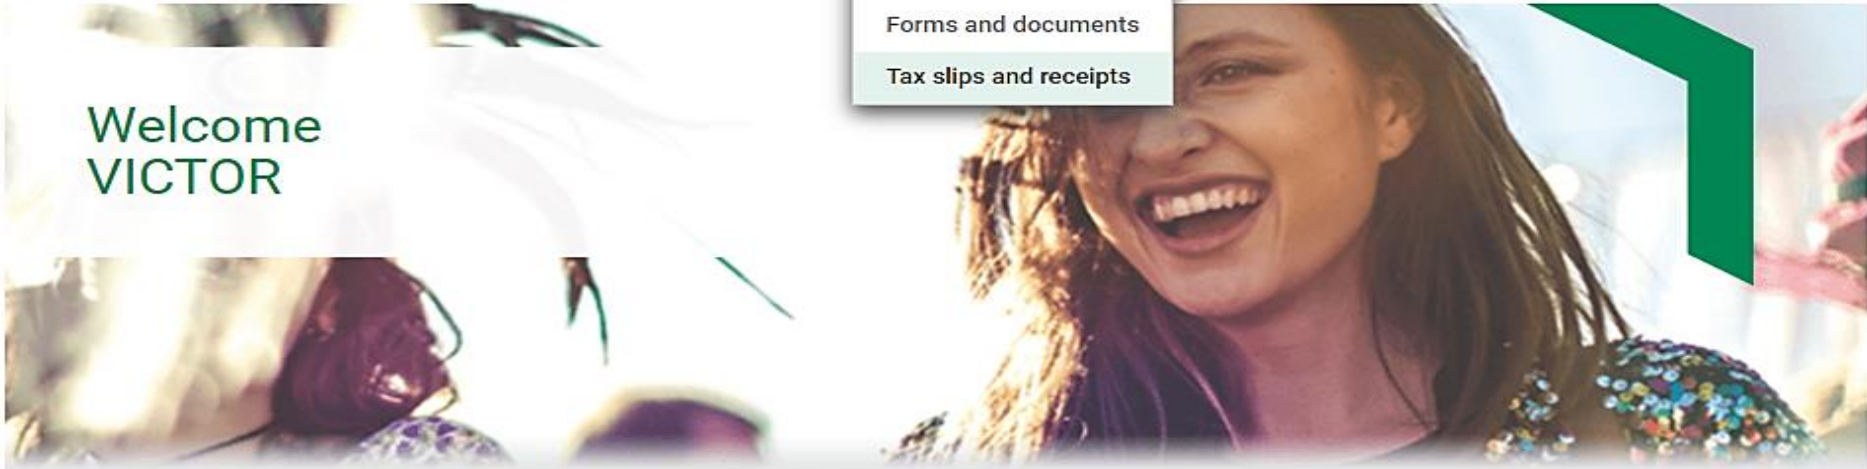 Forms and documents
Tax slips and receipts
Welcome
VICTOR